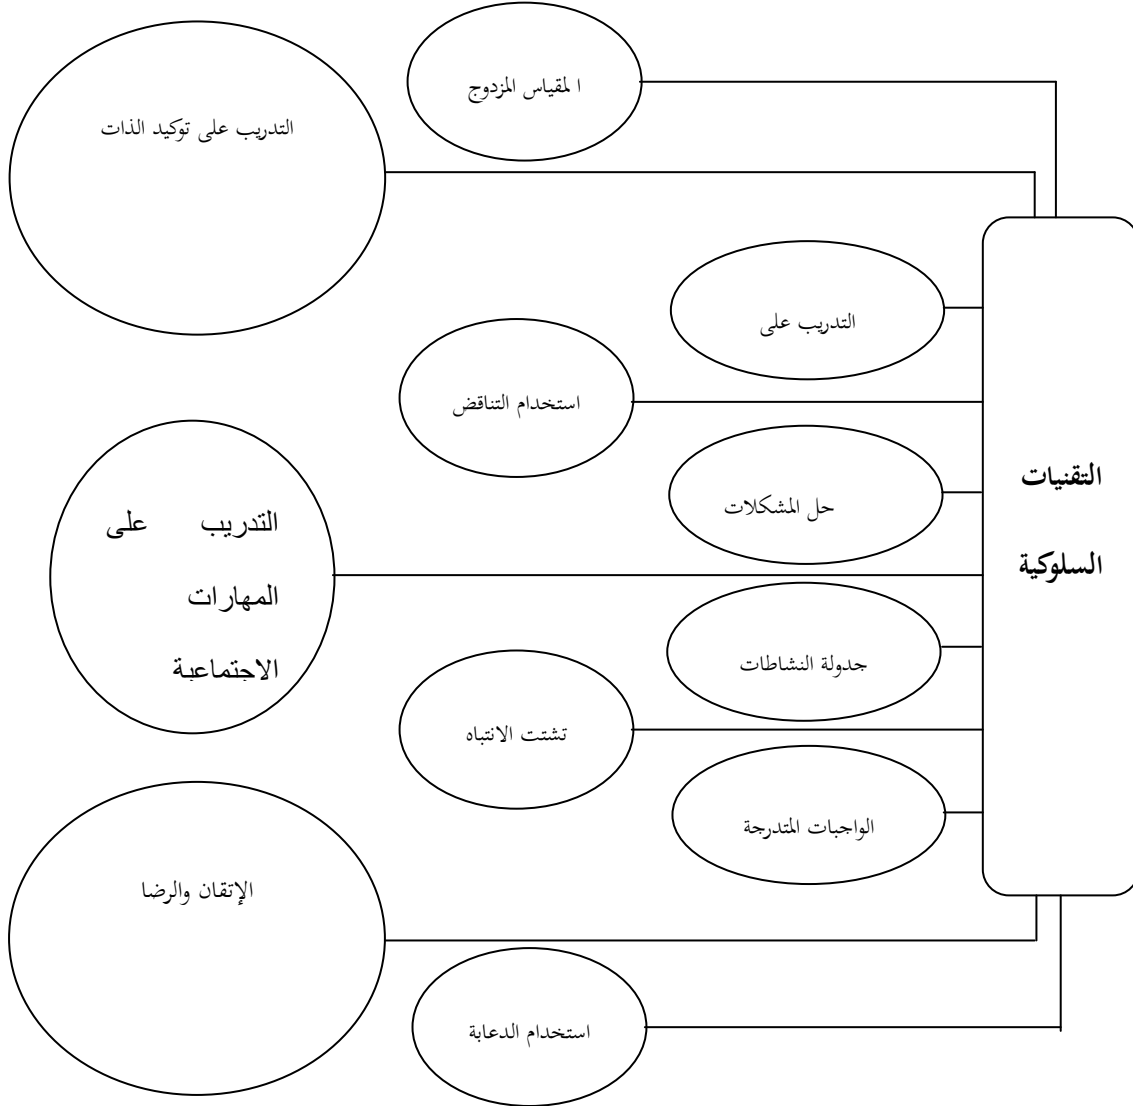 ا لمقياس المزدوج
التدريب على توكيد الذات
التدريب على
استخدام التناقض
التقنيات
السلوكية
حل المشكلات
التدريب على
المهارات
الاجتماعية
جدولة النشاطات
تشتت الانتباه
الواجبات المتدرجة
الإتقان والرضا
استخدام الدعابة